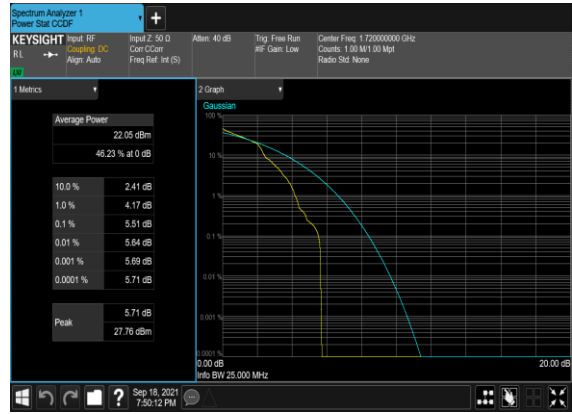 Spectrum Analyzer 1
Power Stat CCDF
+
KEYSIGHT
RL
Input: RF
Coupling: DC
Align: Auto
Input Z: 50 Ω
Corr CCorr
Freq Ref: Int (S)
Atten: 40 dB
Trig: Free Run
#IF Gain: Low
Center Freq: 1.720000000 GHz
Counts: 1.00 M/1.00 Mpt
Radio Std: None
1 Metrics
Average Power
22.05 dBm
46.23 % at 0 dB
10.0 % 2.41 dB
1.0 % 4.17 dB
0.1 % 5.51 dB
0.01 % 5.64 dB
0.001 % 5.69 dB
0.0001 % 5.71 dB
Peak
5.71 dB
27.76 dBm
2 Graph
Gaussian
100 %
10 %
1 %
0.1 %
0.01 %
0.001 %
0.0001 %
0.00 dB
20.00 dB
Info BW 25.000 MHz
?
Sep 18, 2021
7:50:12 PM